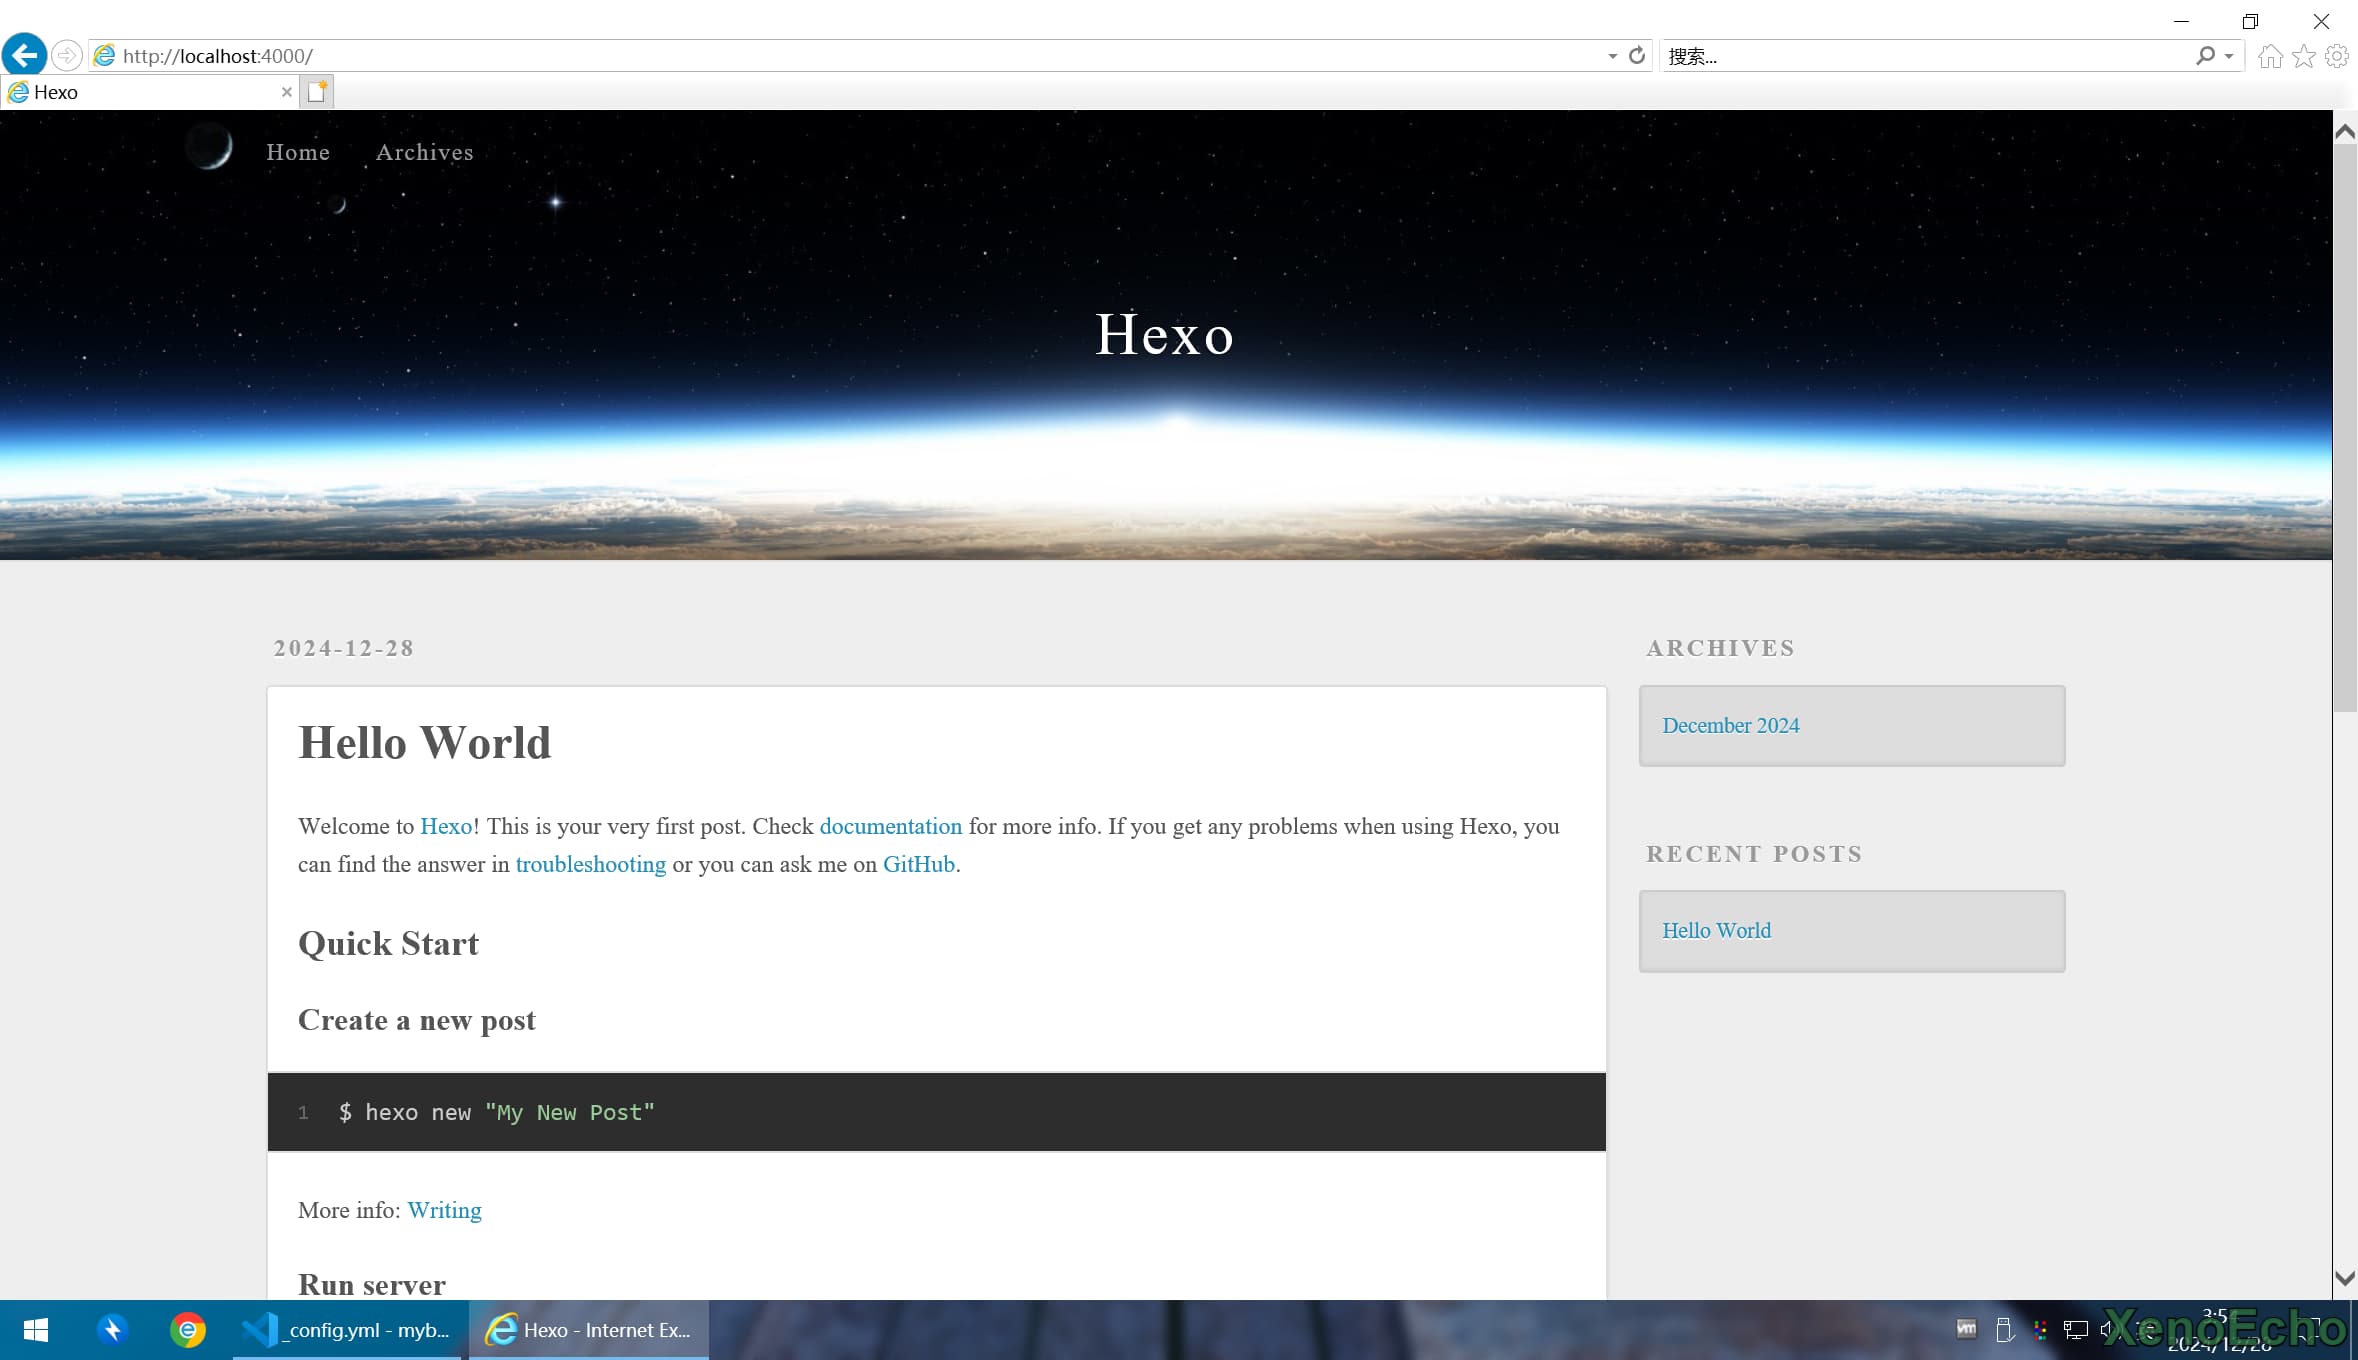 http://localhost:4000/
搜索...
Hexo
Home Archives
Hexo
2024-12-28
Hello World
Welcome to Hexo! This is your very first post. Check documentation for more info. If you get any problems when using Hexo, you
can find the answer in troubleshooting or you can ask me on GitHub.
Quick Start
Create a new post
1 $ hexo new "My New Post"
More info: Writing
Run server
ARCHIVES
December 2024
RECENT POSTS
Hello World
_config.yml - myb...
Hexo - Internet Ex...
vm
XenoEcho
2024/12/28